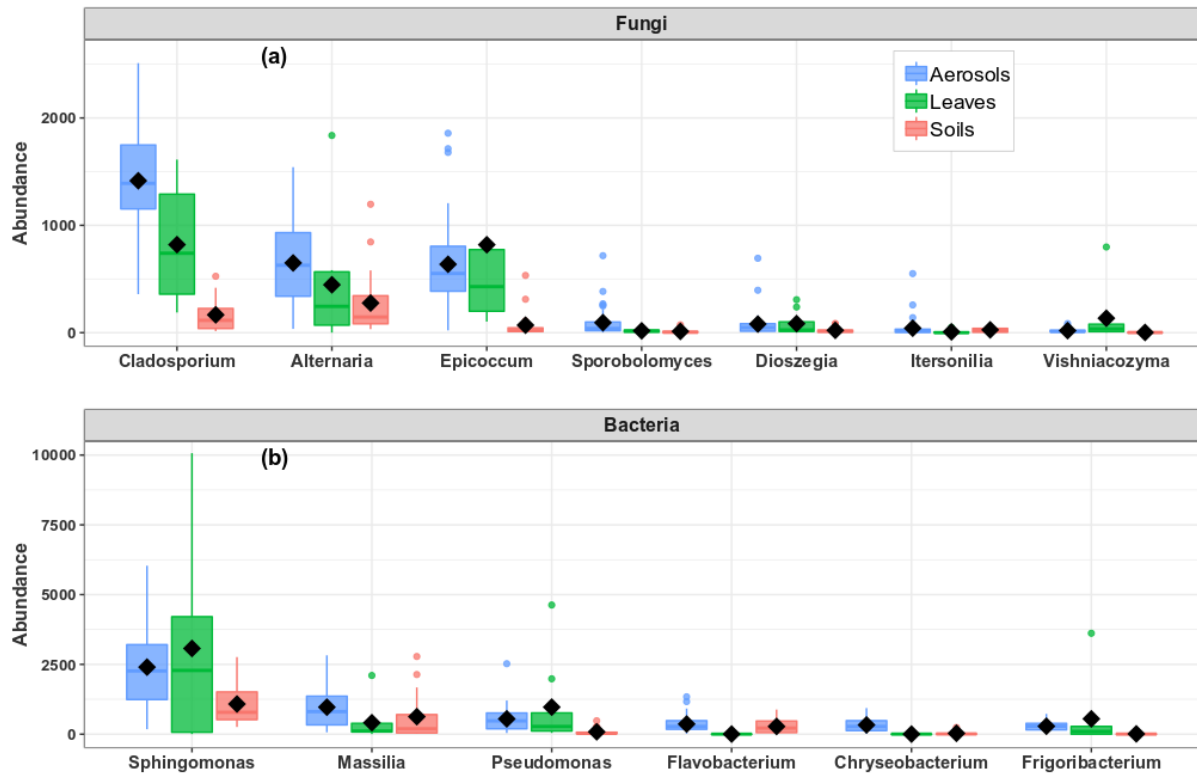 Fungi
(a)
Aerosols
Leaves
Soils
Abundance
2000
1000
0
Cladosporium Alternaria Epicoccum Sporobolomyces Dioszegia Itersonilia Vishniacozyma
Bacteria
(b)
Abundance
10000
7500
5000
2500
0
Sphingomonas Massilia Pseudomonas Flavobacterium Chryseobacterium Frigoribacterium